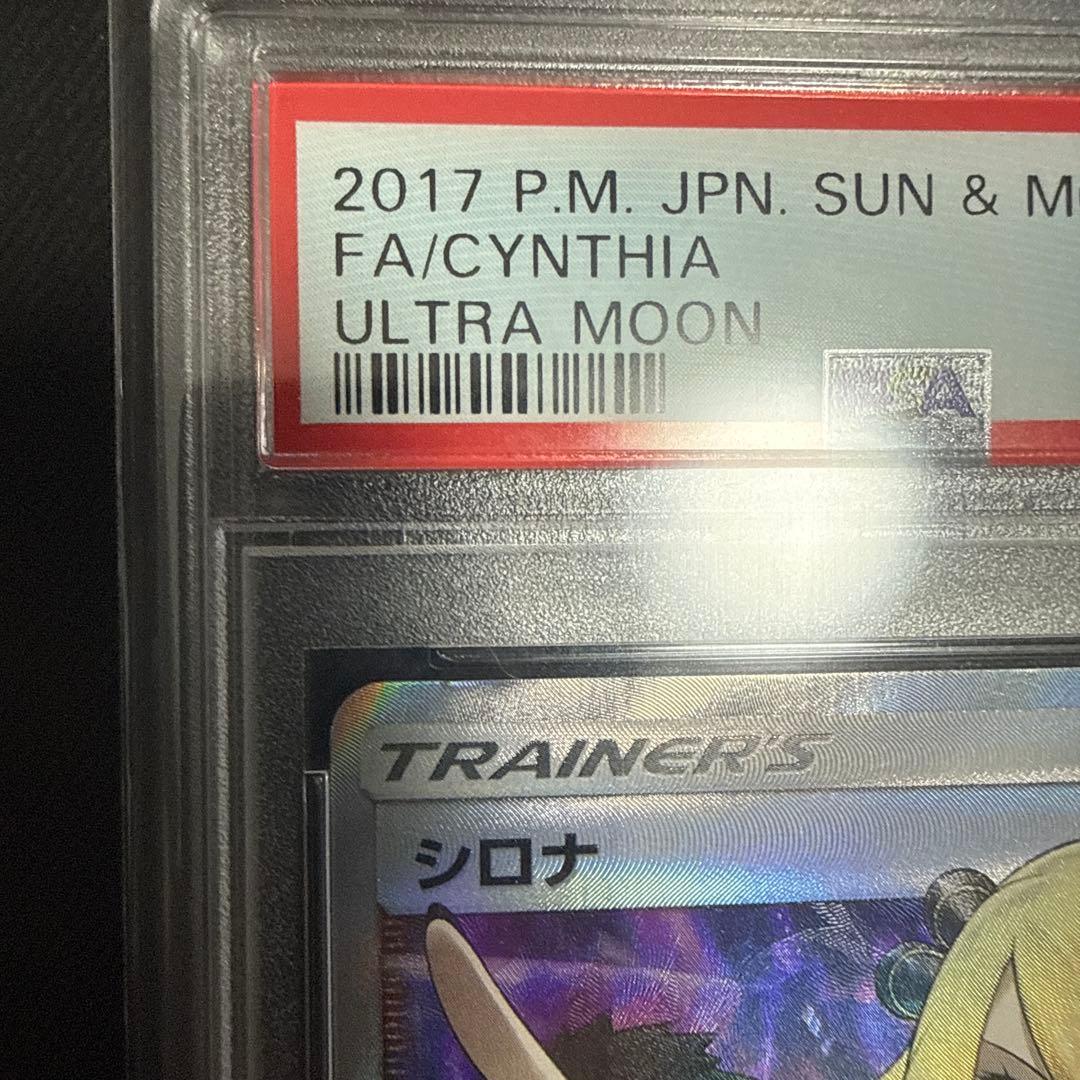 2017 P.M. JPN. SUN & M
FA/CYNTHIA
ULTRA MOON
TRAINER'S
シロナ